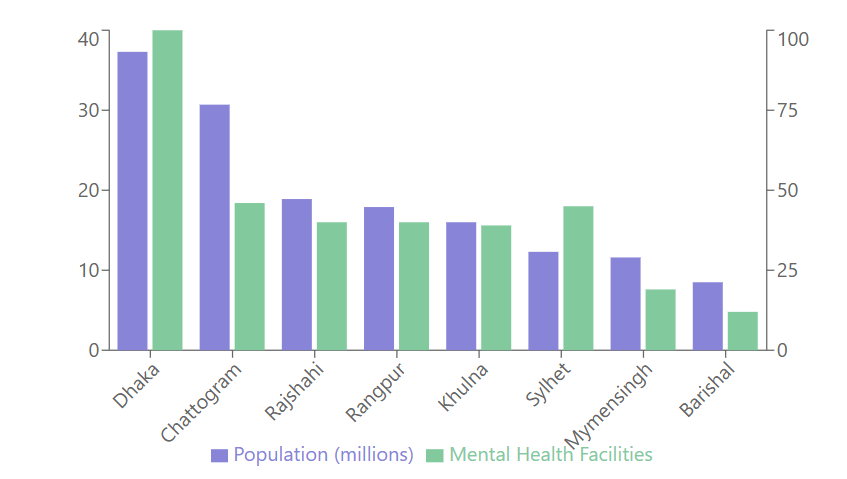 40
30
20
10
0
100
75
50
25
0
Dhaka
Chattogram
Rajshahi
Rangpur
Khulna
Sylhet
Mymensingh
Barishal
Population (millions)
Mental Health Facilities